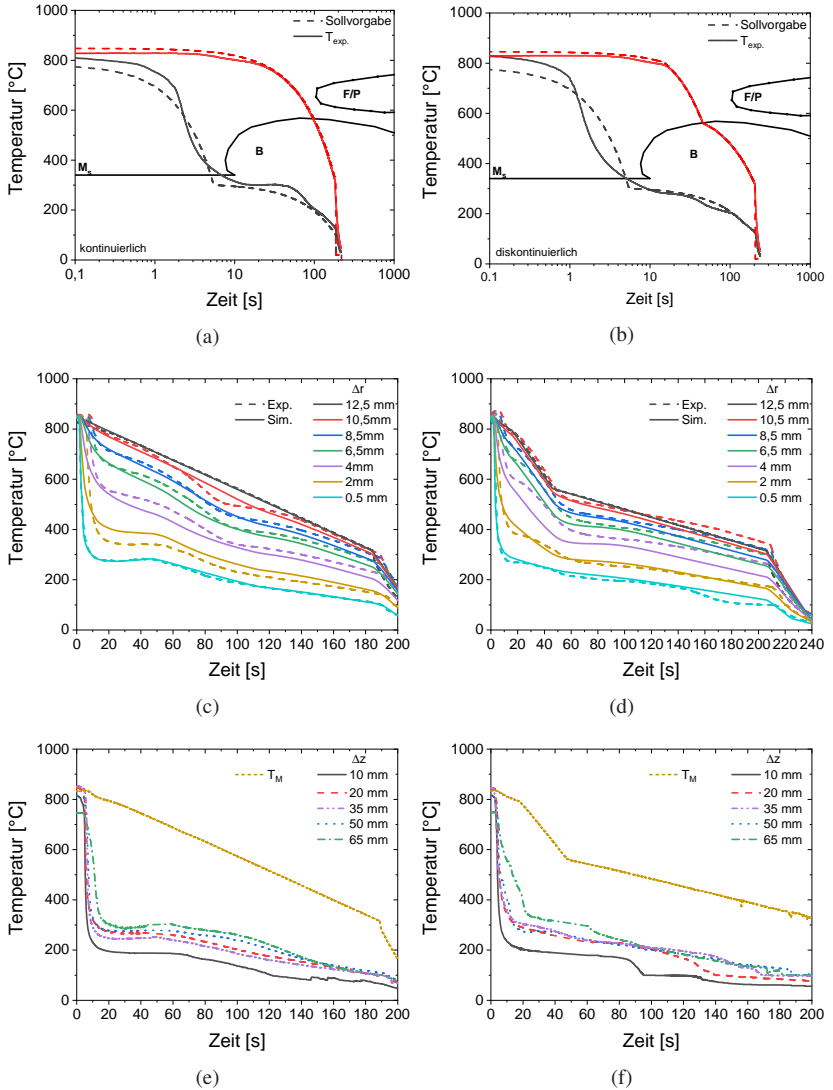 1000
800
600
400
200
0
Temperatur [°C]
Sollvorgabe
T exp.
F/P
B
M s
kontinuierlich
0,1 1 10 100 1000
Zeit [s]
(a)
1000
800
600
400
200
0
Temperatur [°C]
Sollvorgabe
T exp.
F/P
B
M s
diskontinuierlich
0.1 1 10 100 1000
Zeit [s]
(b)
1000
800
600
400
200
0
Temperatur [°C]
Exp.
Sim.
Δr
12,5 mm
10,5mm
8,5mm
6,5mm
4mm
2mm
0.5 mm
0 20 40 60 80 100 120 140 160 180 200
Zeit [s]
(c)
1000
800
600
400
200
0
Temperatur [°C]
Exp.
Sim.
Δr
12,5 mm
10,5 mm
8,5 mm
6,5 mm
4 mm
2 mm
0.5 mm
0 20 40 60 80 100 120 140 160 180 200 220 240
Zeit [s]
(d)
1000
800
600
400
200
0
Temperatur [°C]
T M
Δz
10 mm
20 mm
35 mm
50 mm
65 mm
0 20 40 60 80 100 120 140 160 180 200
Zeit [s]
(e)
1000
800
600
400
200
0
Temperatur [°C]
T M
Δz
10 mm
20 mm
35 mm
50 mm
65 mm
0 20 40 60 80 100 120 140 160 180 200
Zeit [s]
(f)